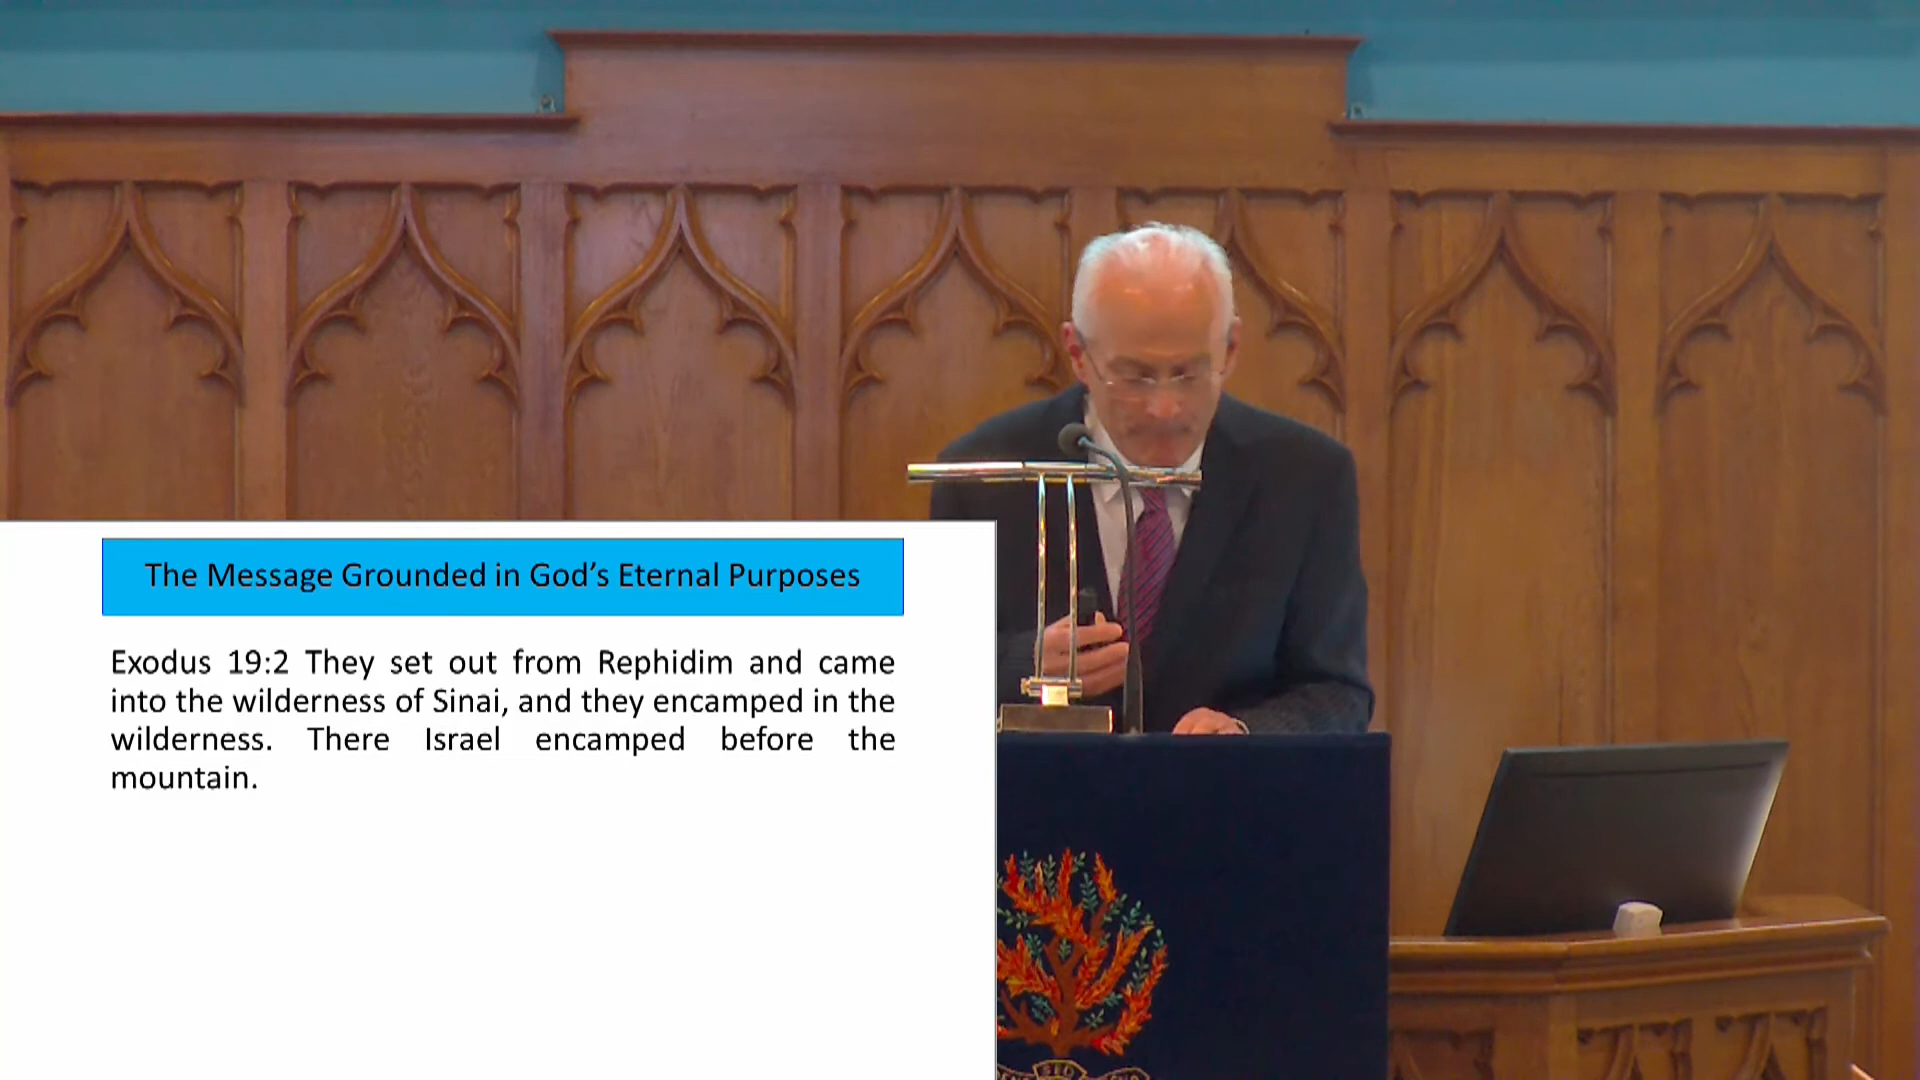 The Message Grounded in God’s Eternal Purposes
Exodus 19:2 They set out from Rephidim and came
into the wilderness of Sinai, and they encamped in the
wilderness. There Israel encamped before the
mountain.